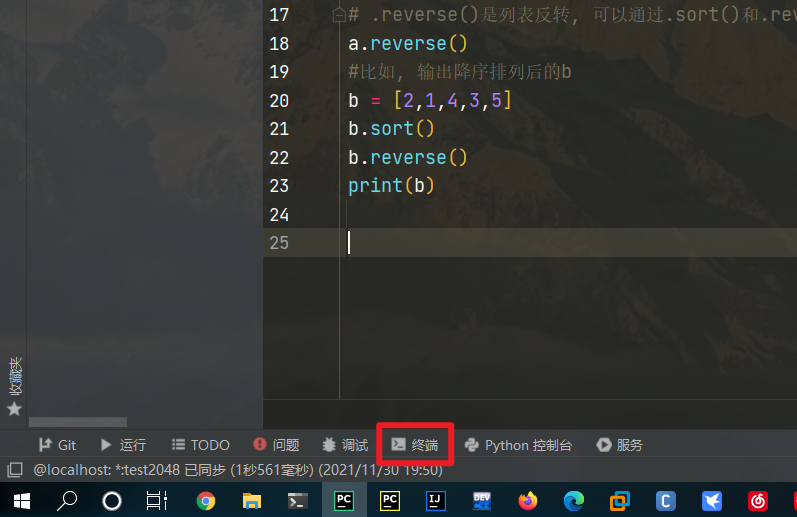 17 # .reverse()是列表反转, 可以通过.sort()和.rev
18 a.reverse()
19 #比如, 输出降序排列后的b
20 b = [2,1,4,3,5]
21 b.sort()
22 b.reverse()
23 print(b)
24
25
收藏夹
Git 运行 TODO 问题 调试 终端 Python 控制台 服务
@localhost: *:test2048 已同步 (1秒561毫秒) (2021/11/30 19:50)
PC PC IJ DEV C